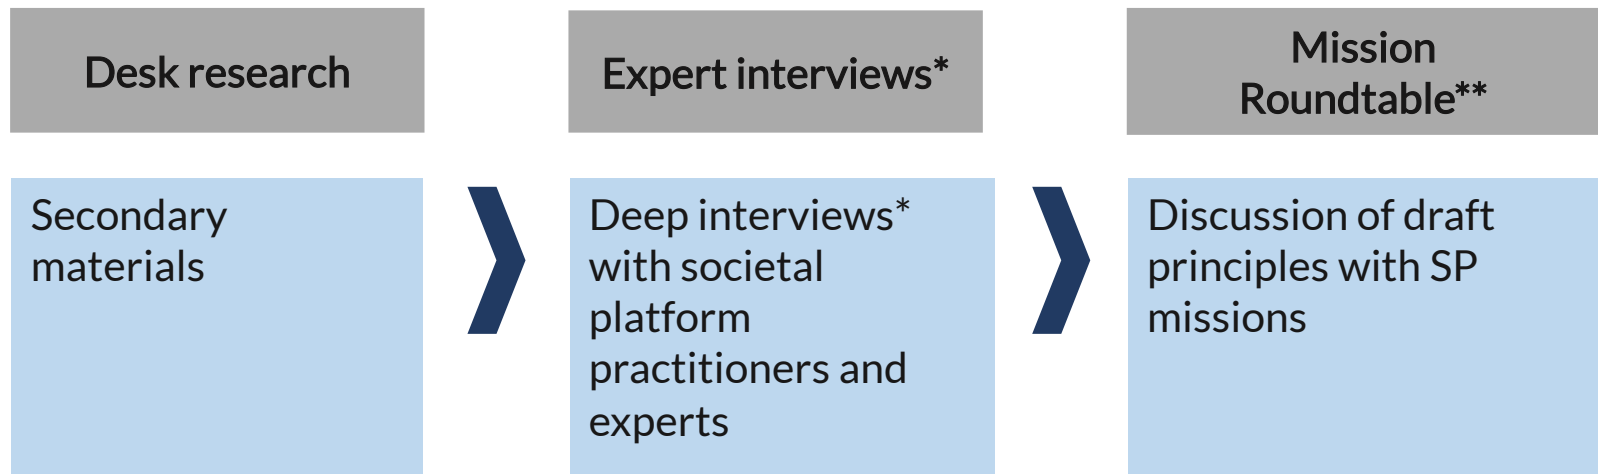 Desk research
Expert interviews*
Mission
Roundtable**
Secondary
materials
Deep interviews*
with societal
platform
practitioners and
experts
Discussion of draft
principles with SP
missions